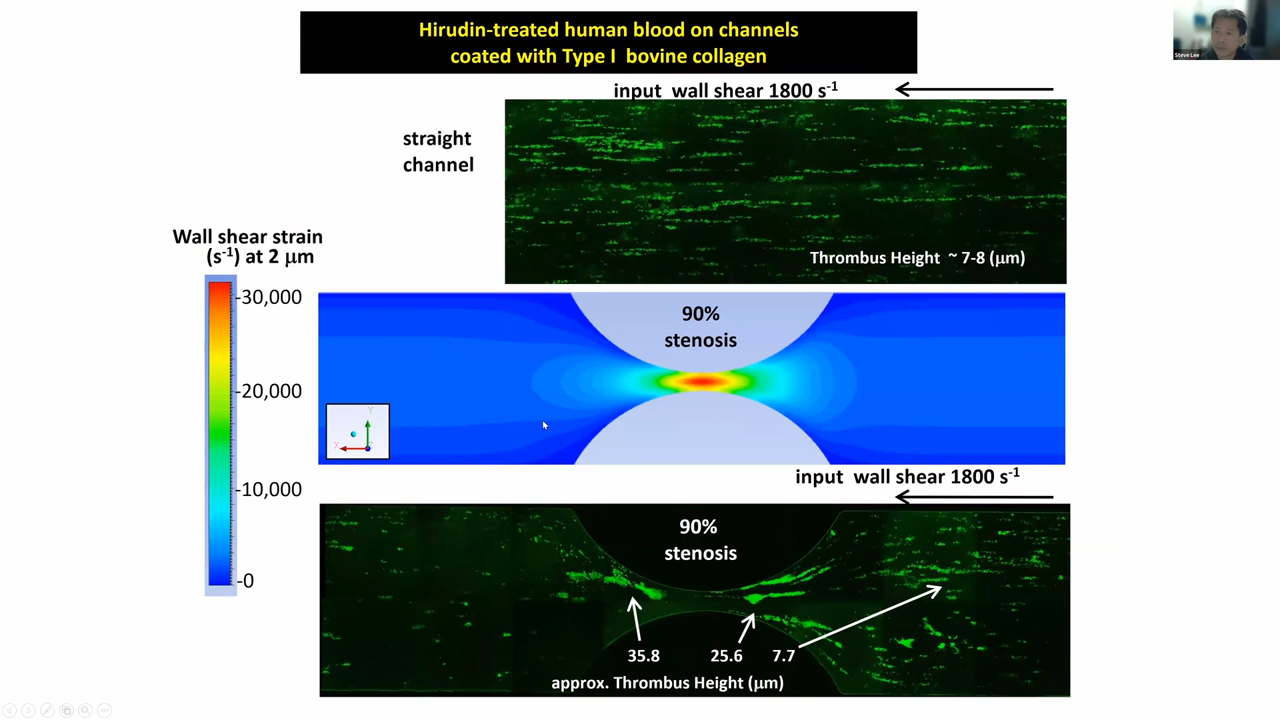 Hirudin-treated human blood on channels
coated with Type I bovine collagen
Steve Lee
input wall shear 1800 s-1
straight
channel
Thrombus Height ~ 7-8 (μm)
Wall shear strain
(s-1) at 2 μm
30,000
20,000
10,000
0
90%
stenosis
Y
X
input wall shear 1800 s-1
90%
stenosis
35.8
25.6
7.7
approx. Thrombus Height (μm)